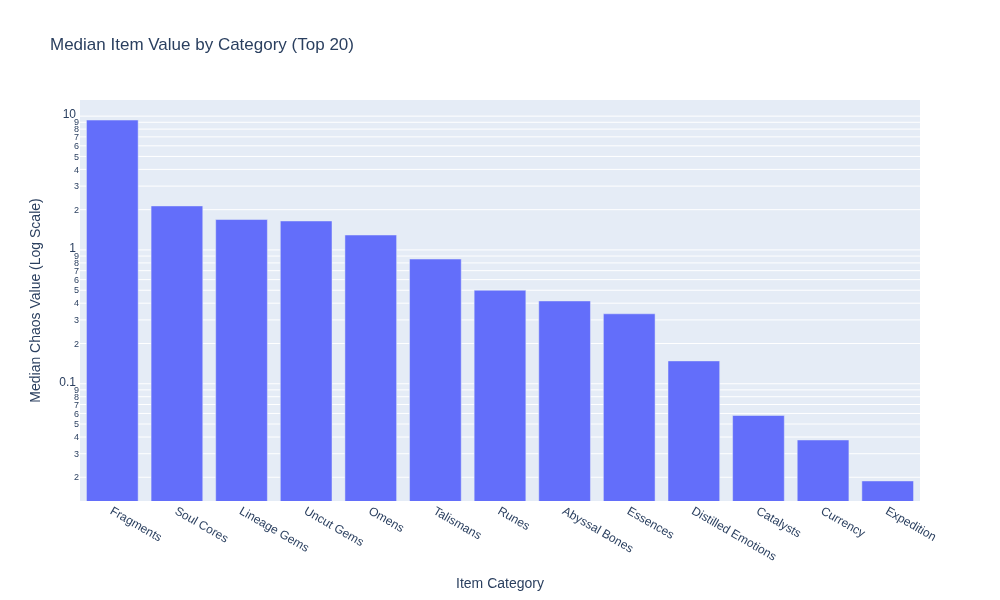 Median Item Value by Category (Top 20)
Median Chaos Value (Log Scale)
10
9
8
7
6
5
4
3
2
1
9
8
7
6
5
4
3
2
0.1
9
8
7
6
5
4
3
2
Fragments
Soul Cores
Lineage Gems
Uncut Gems
Omens
Talismans
Runes
Abyssal Bones
Essences
Distilled Emotions
Catalysts
Currency
Expedition
Item Category